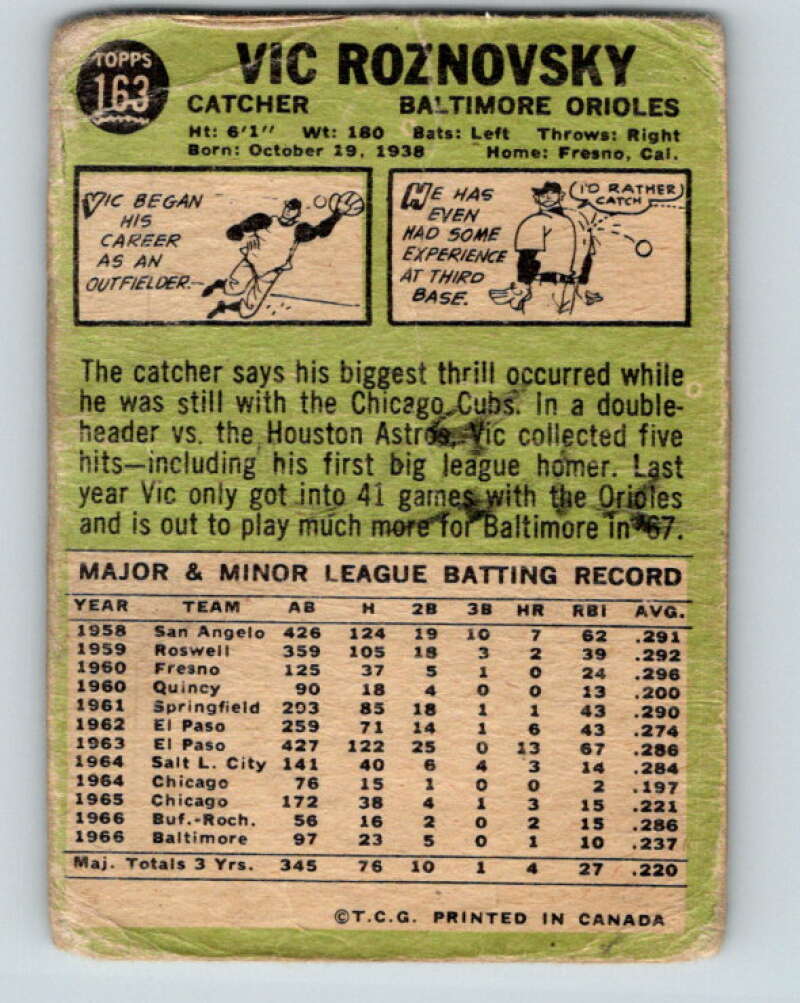 TOPPS
163
VIC ROZNOVSKY
CATCHER BALTIMORE ORIOLES
Ht: 6'1" Wt: 180 Bats: Left Throws: Right
Born: October 19, 1938 Home: Fresno, Cal.
VIC BEGAN
HIS
CAREER
AS AN
OUTFIELDER.-
HE HAS
EVEN
HAD SOME
EXPERIENCE
AT THIRD
BASE.
I'D RATHER
CATCH
The catcher says his biggest thrill occurred while
he was still with the Chicago Cubs. In a double-
header vs. the Houston Astros, Vic collected five
hits—including his first big league homer. Last
year Vic only got into 41 games with the Orioles
and is out to play much more for Baltimore in '67.
MAJOR & MINOR LEAGUE BATTING RECORD
YEAR TEAM AB H 2B 3B HR RBI AVG.
1958 San Angelo 426 124 19 10 7 62 .291
1959 Roswell 359 105 18 3 2 39 .292
1960 Fresno 125 37 5 1 0 24 .296
1960 Quincy 90 18 4 0 0 13 .200
1961 Springfield 293 85 18 1 1 43 .290
1962 El Paso 259 71 14 1 6 43 .274
1963 El Paso 427 122 25 0 13 67 .286
1964 Salt L. City 141 40 6 4 3 14 .284
1964 Chicago 76 15 1 0 0 2 .197
1965 Chicago 172 38 4 1 3 15 .221
1966 Buf.-Roch. 56 16 2 0 2 15 .286
1966 Baltimore 97 23 5 0 1 10 .237
Maj. Totals 3 Yrs. 345 76 10 1 4 27 .220
©T.C.G. PRINTED IN CANADA